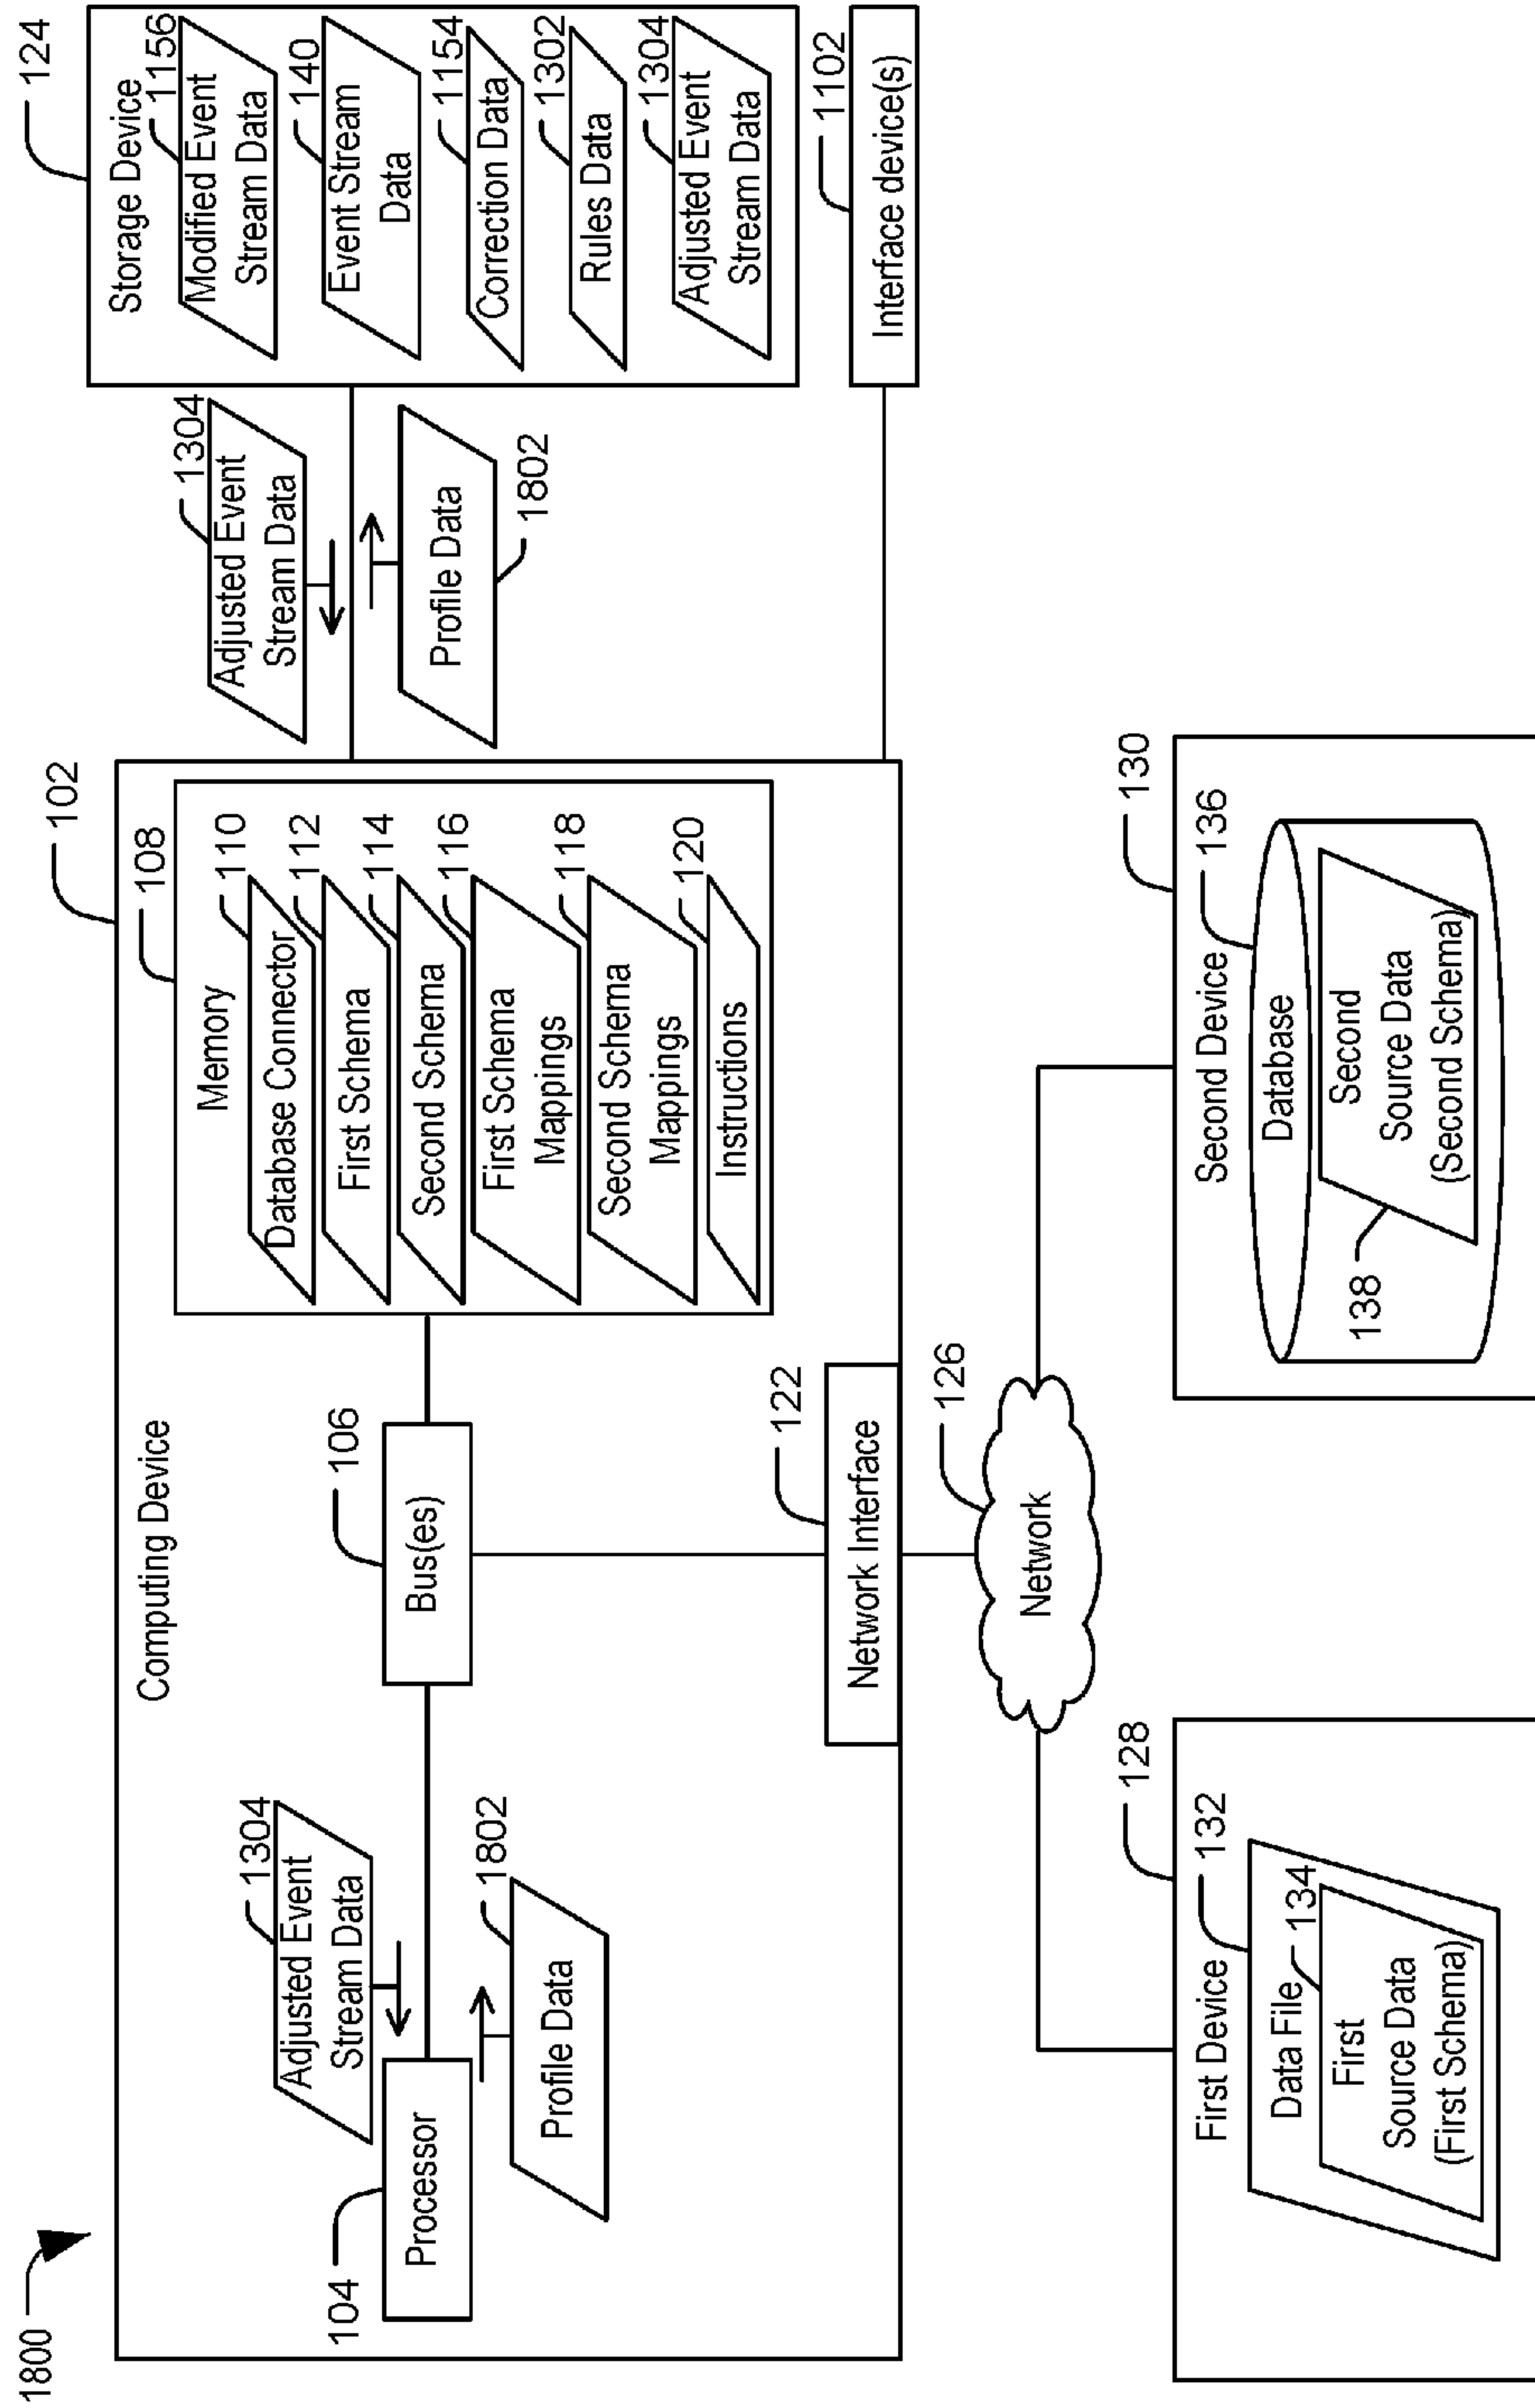 1800
102
124
Computing Device
104
Processor
1304
Adjusted Event
Stream Data
1802
Profile Data
106
Bus(es)
108
Memory
110
Database Connector
112
First Schema
114
Second Schema
116
First Schema
Mappings
118
Second Schema
Mappings
120
Instructions
122
Network Interface
1304
Adjusted Event
Stream Data
Profile Data
1802
Storage Device
1156
Modified Event
Stream Data
140
Event Stream
Data
1154
Correction Data
1302
Rules Data
1304
Adjusted Event
Stream Data
1102
Interface device(s)
126
Network
128
First Device
132
Data File
134
First
Source Data
(First Schema)
130
Second Device
136
Database
Second
Source Data
(Second Schema)
138